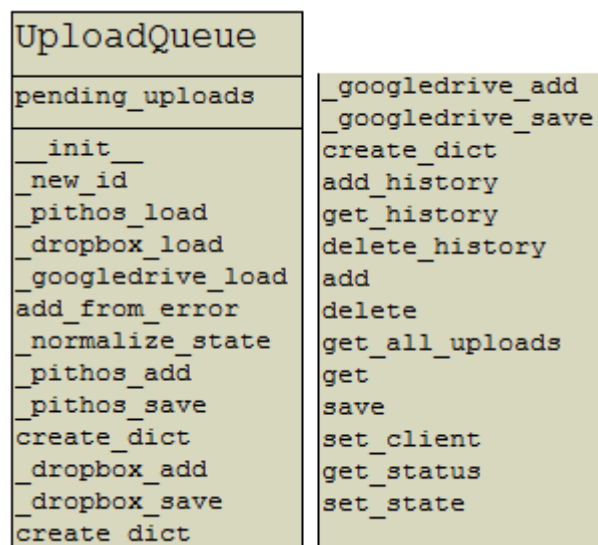 UploadQueue
pending_uploads
__init__
_new_id
_pithos_load
_dropbox_load
_googledrive_load
add_from_error
_normalize_state
_pithos_add
_pithos_save
create_dict
_dropbox_add
_dropbox_save
create_dict
_googledrive_add
_googledrive_save
create_dict
add_history
get_history
delete_history
add
delete
get_all_uploads
get
save
set_client
get_status
set_state